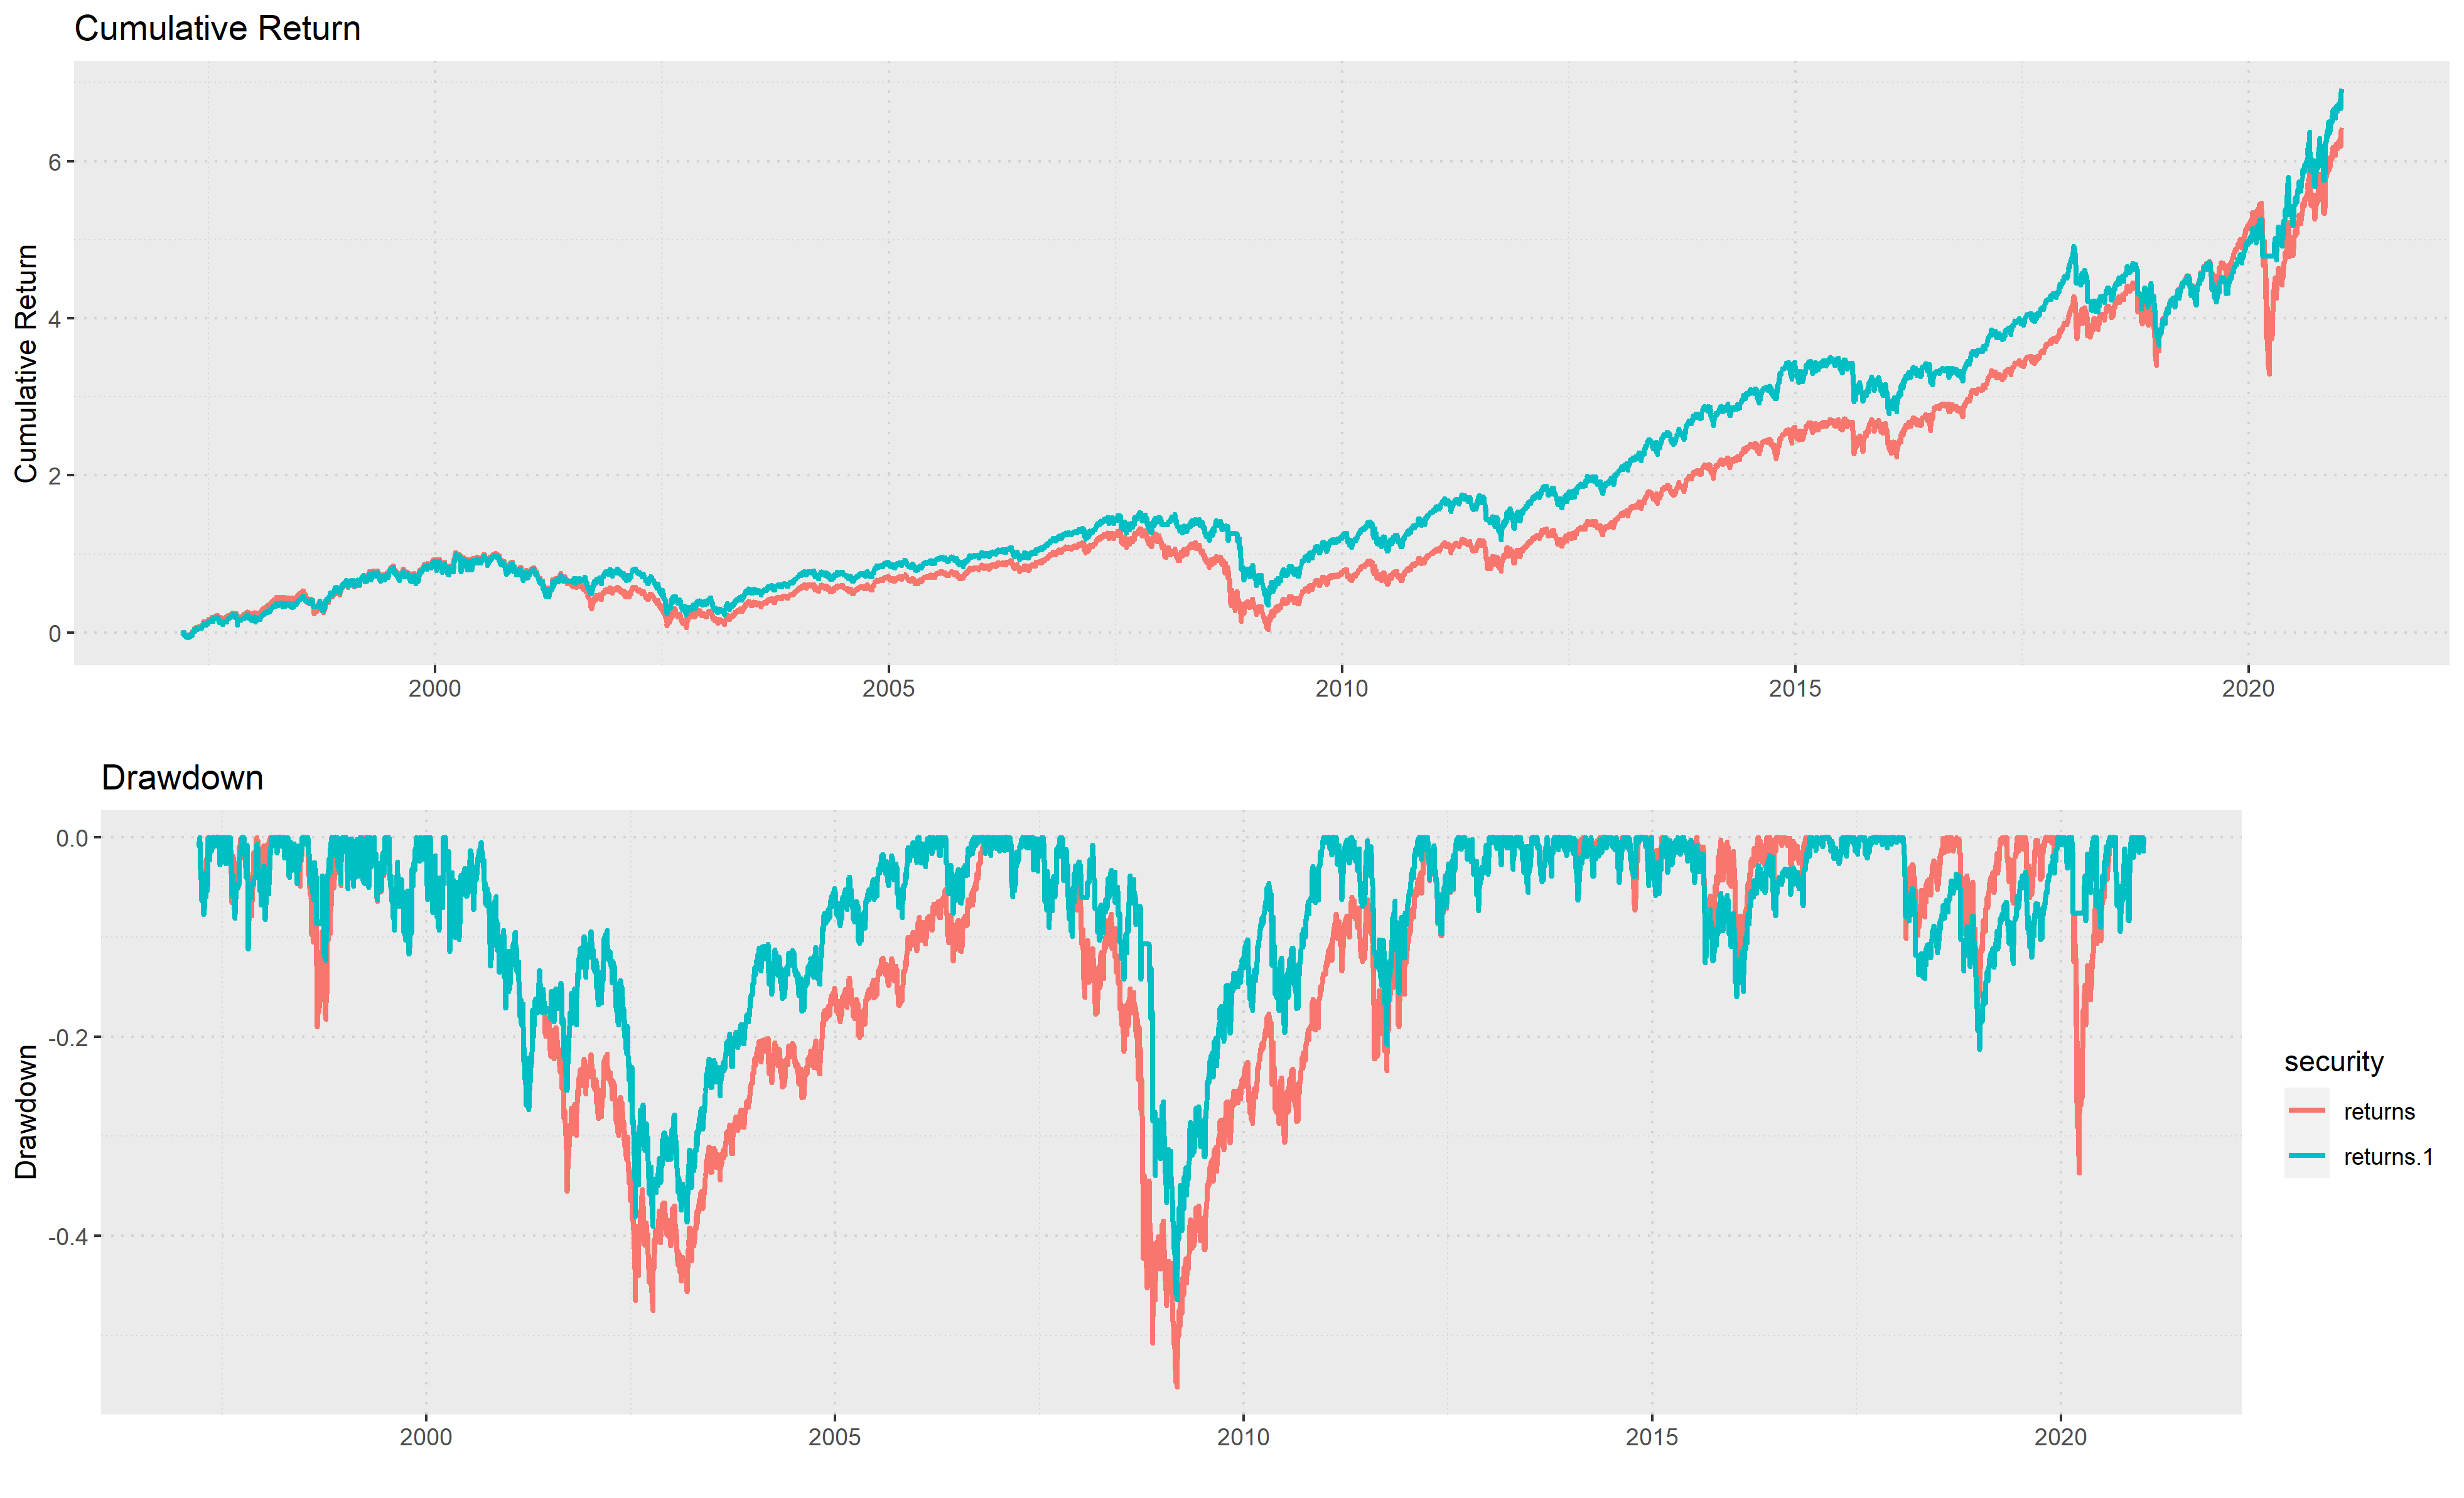 Cumulative Return
Cumulative Return
6
4
2
0
2000 2005 2010 2015 2020
Drawdown
Drawdown
0.0
-0.2
-0.4
2000 2005 2010 2015 2020
security
returns
returns.1